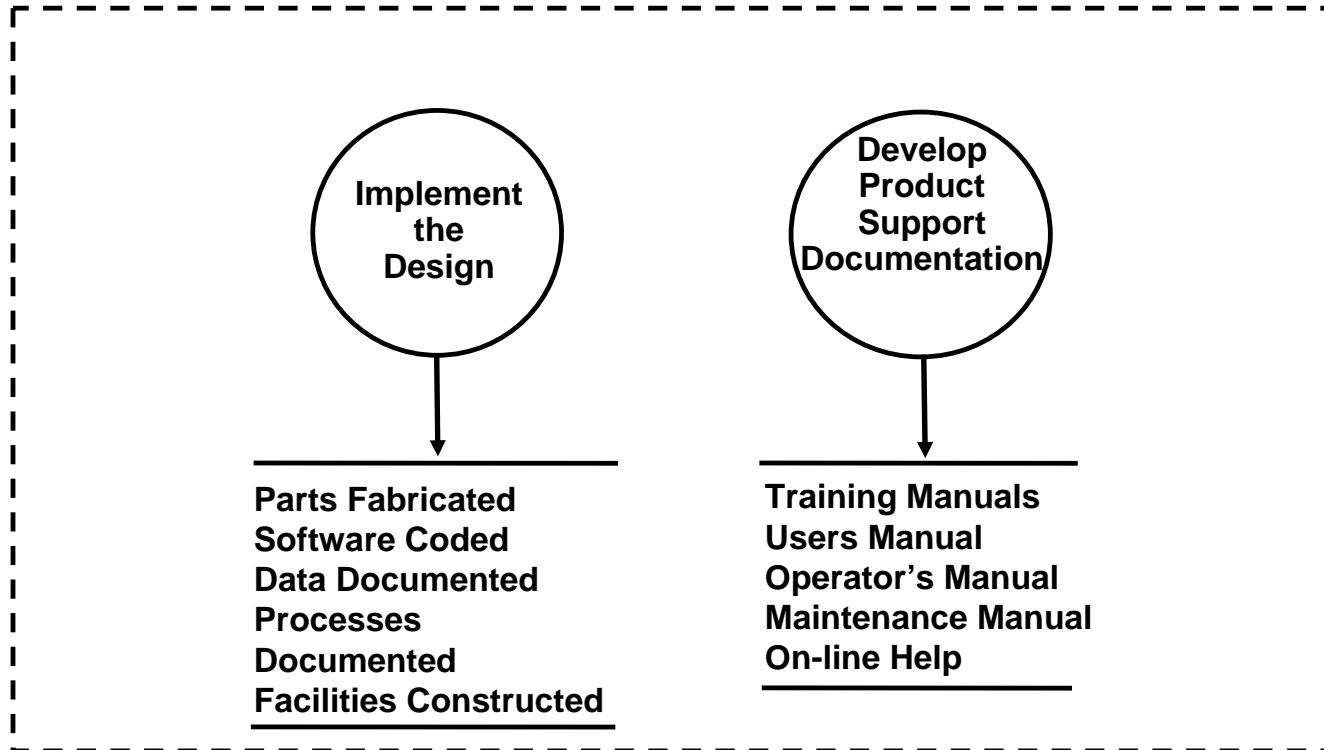 Implement
the
Design
Develop
Product
Support
Documentation
Parts Fabricated
Software Coded
Data Documented
Processes
Documented
Facilities Constructed
Training Manuals
Users Manual
Operator’s Manual
Maintenance Manual
On-line Help